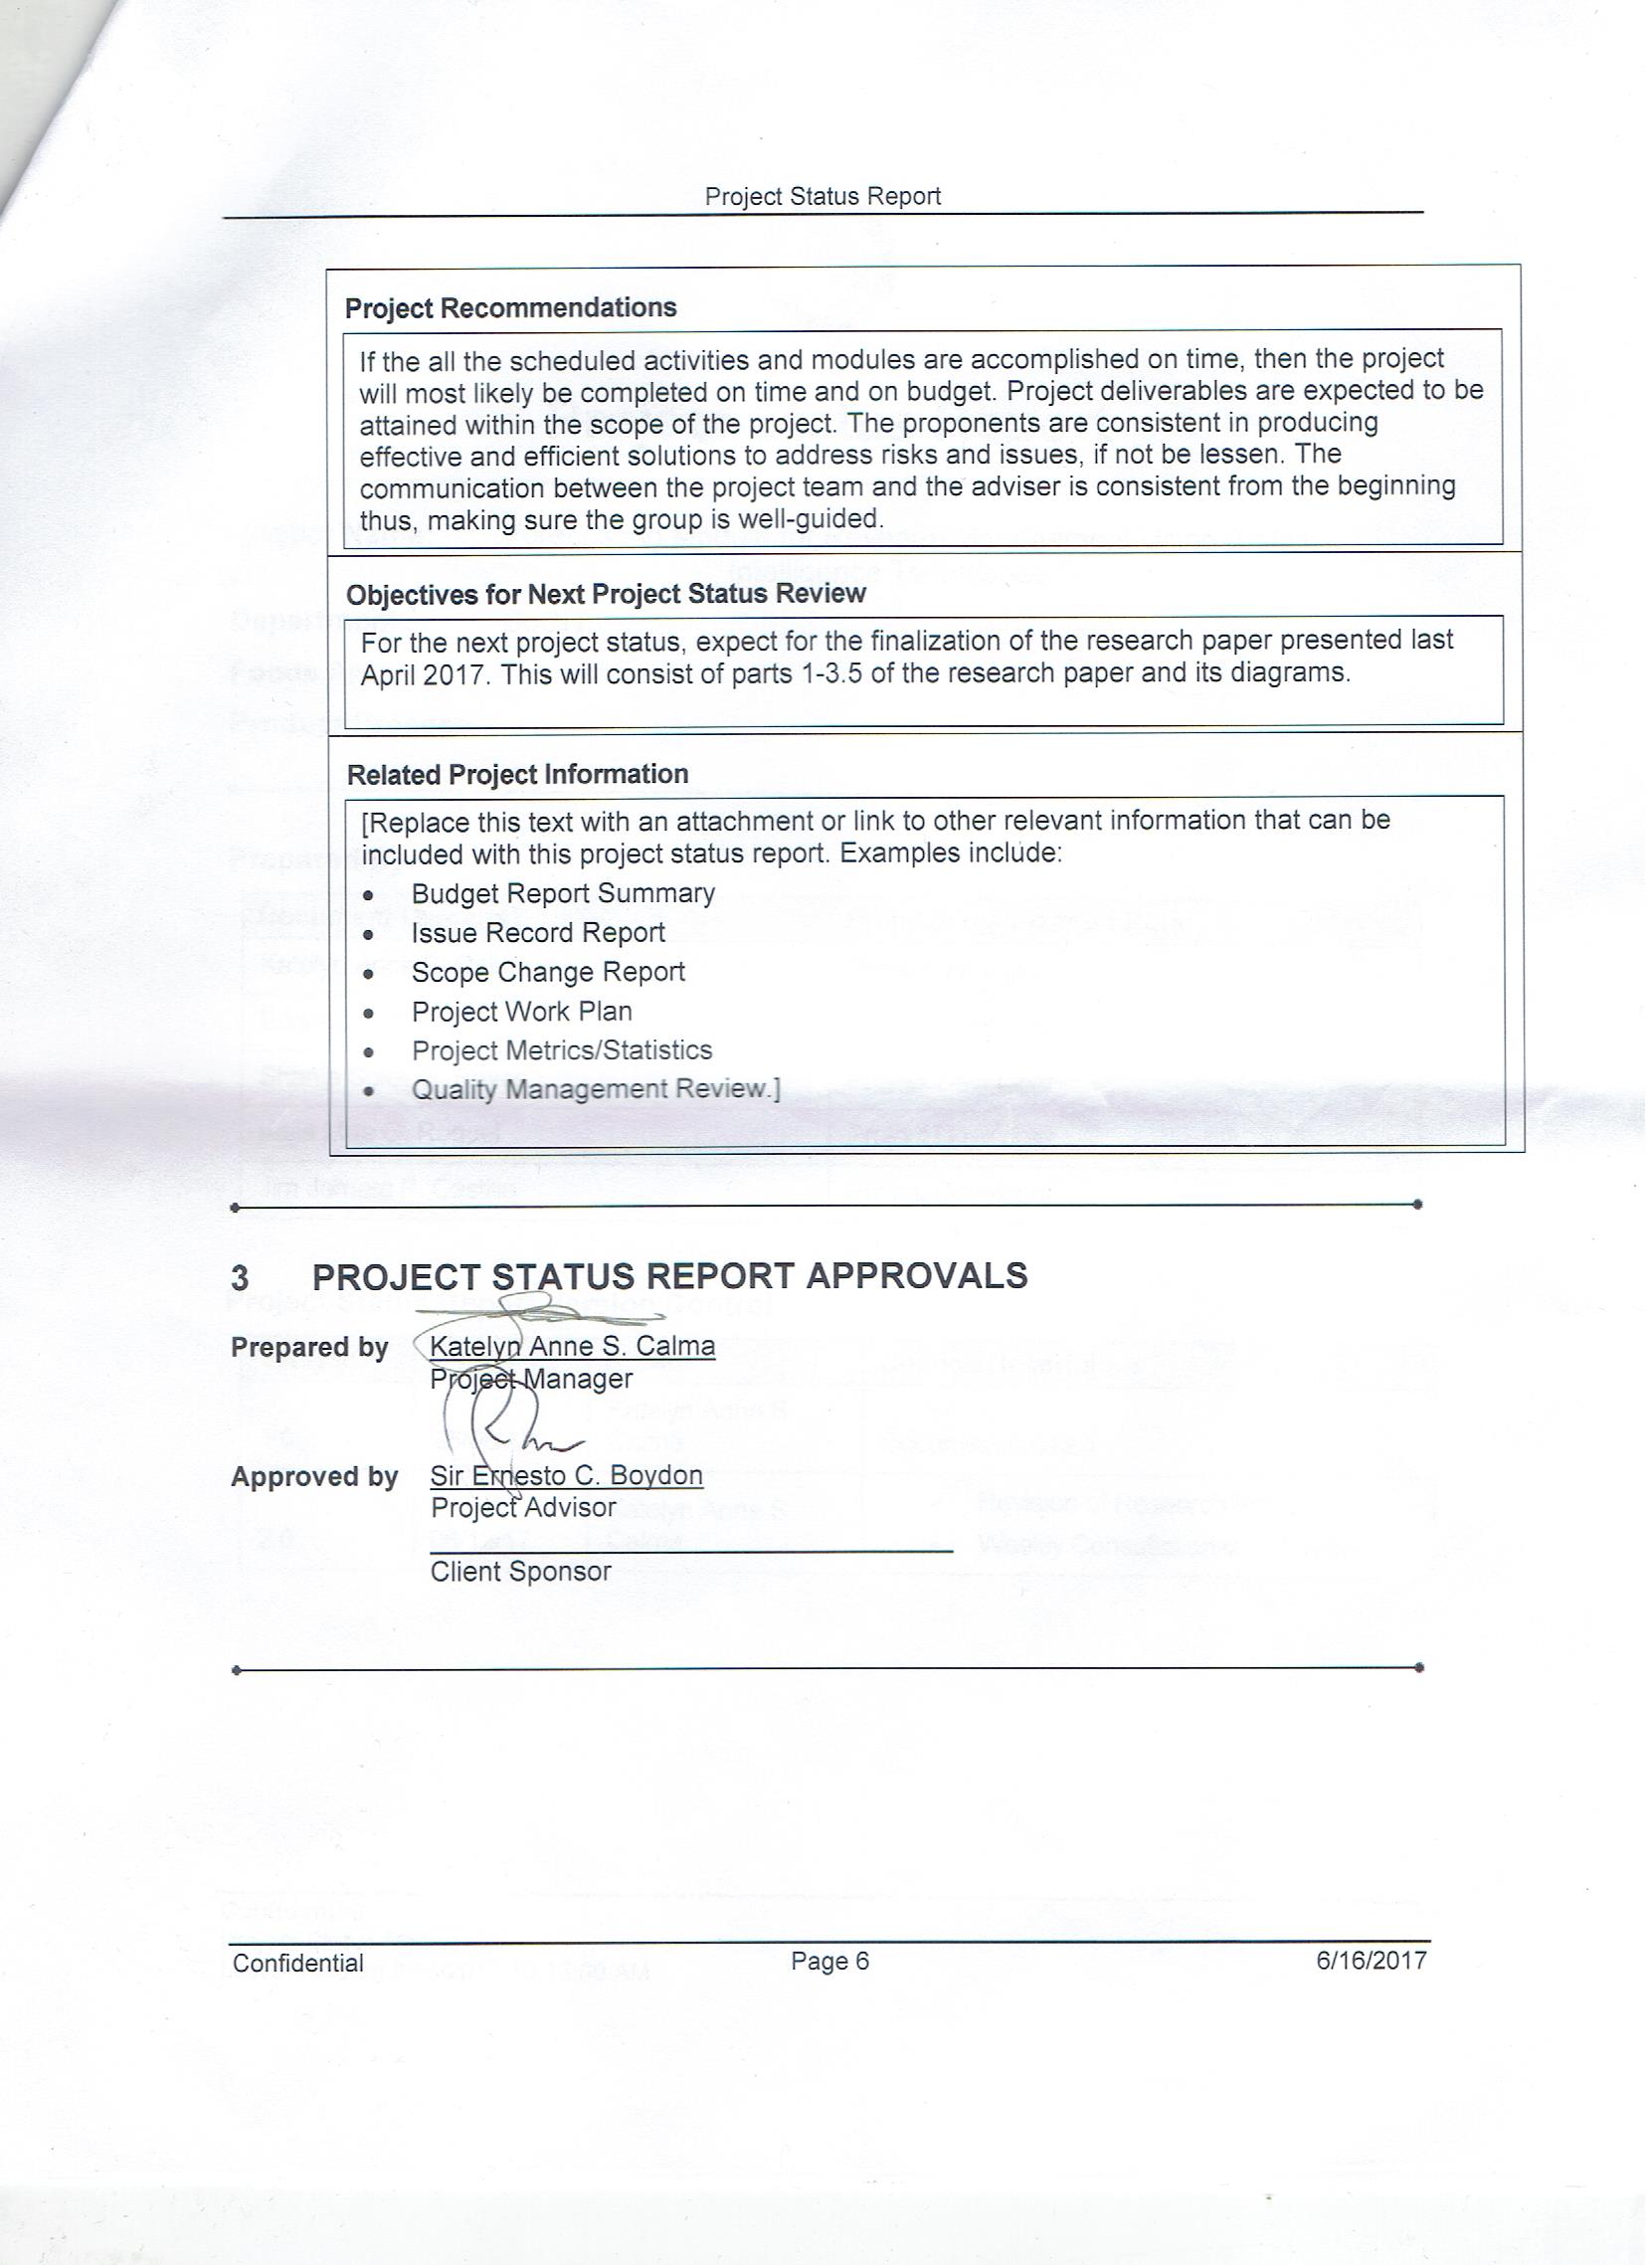 Project Status Report
Project Recommendations
If the all the scheduled activities and modules are accomplished on time, then the project
will most likely be completed on time and on budget. Project deliverables are expected to be
attained within the scope of the project. The proponents are consistent in producing
effective and efficient solutions to address risks and issues, if not be lessen. The
communication between the project team and the adviser is consistent from the beginning
thus, making sure the group is well-guided.
Objectives for Next Project Status Review
For the next project status, expect for the finalization of the research paper presented last
April 2017. This will consist of parts 1-3.5 of the research paper and its diagrams.
Related Project Information
[Replace this text with an attachment or link to other relevant information that can be
included with this project status report. Examples include:
• Budget Report Summary
• Issue Record Report
• Scope Change Report
• Project Work Plan
• Project Metrics/Statistics
• Quality Management Review.]
3 PROJECT STATUS REPORT APPROVALS
Prepared by Katelyn Anne S. Calma
Project Manager
Approved by Sir Ernesto C. Boydon
Project Advisor
Client Sponsor
Confidential Page 6 6/16/2017